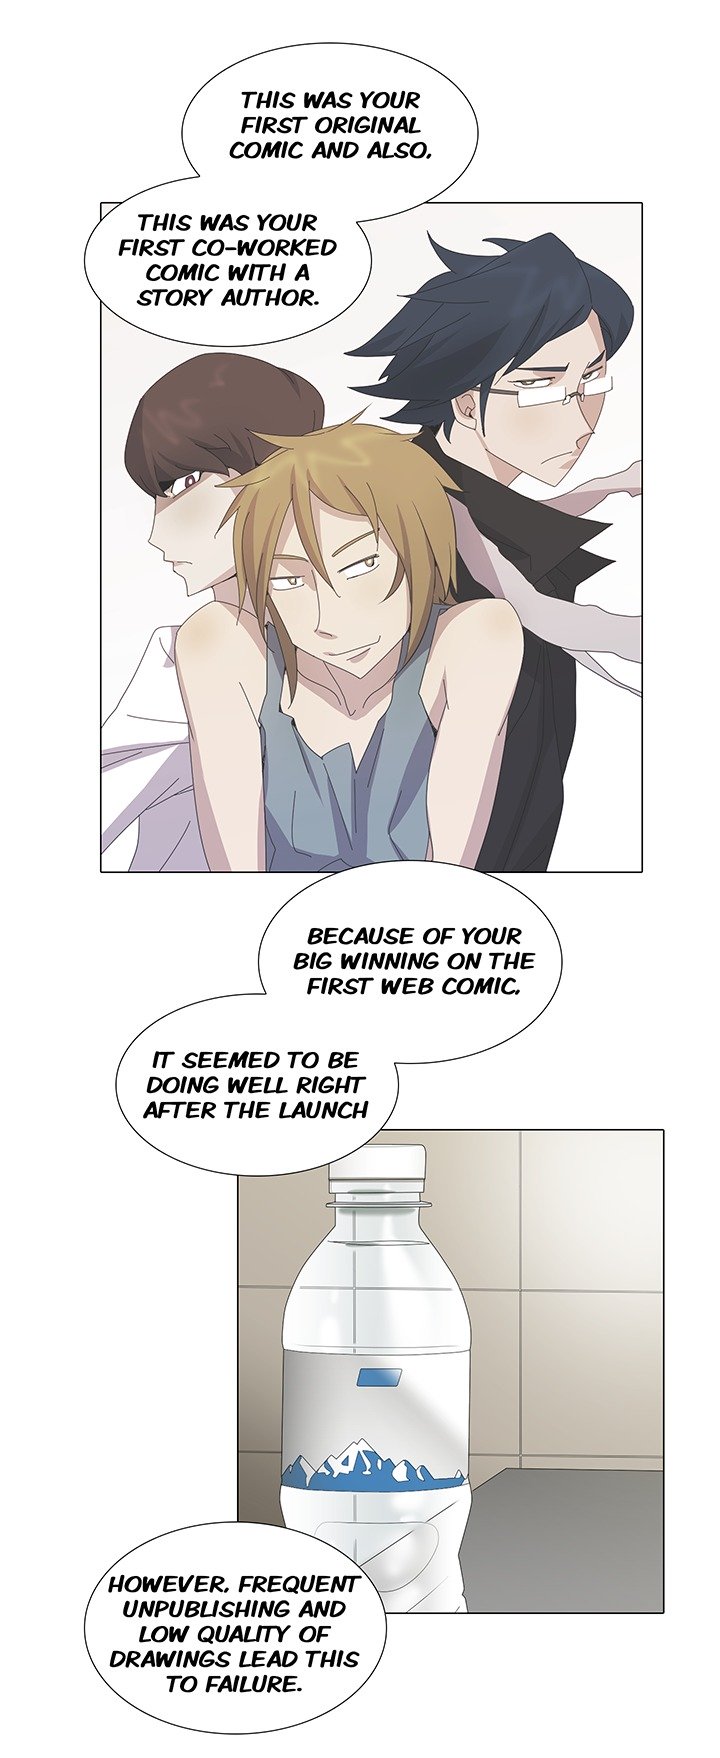 THIS WAS YOUR
FIRST ORIGINAL
COMIC AND ALSO,
THIS WAS YOUR
FIRST CO-WORKED
COMIC WITH A
STORY AUTHOR.
BECAUSE OF YOUR
BIG WINNING ON THE
FIRST WEB COMIC,
IT SEEMED TO BE
DOING WELL RIGHT
AFTER THE LAUNCH
HOWEVER, FREQUENT
UNPUBLISHING AND
LOW QUALITY OF
DRAWINGS LEAD THIS
TO FAILURE.